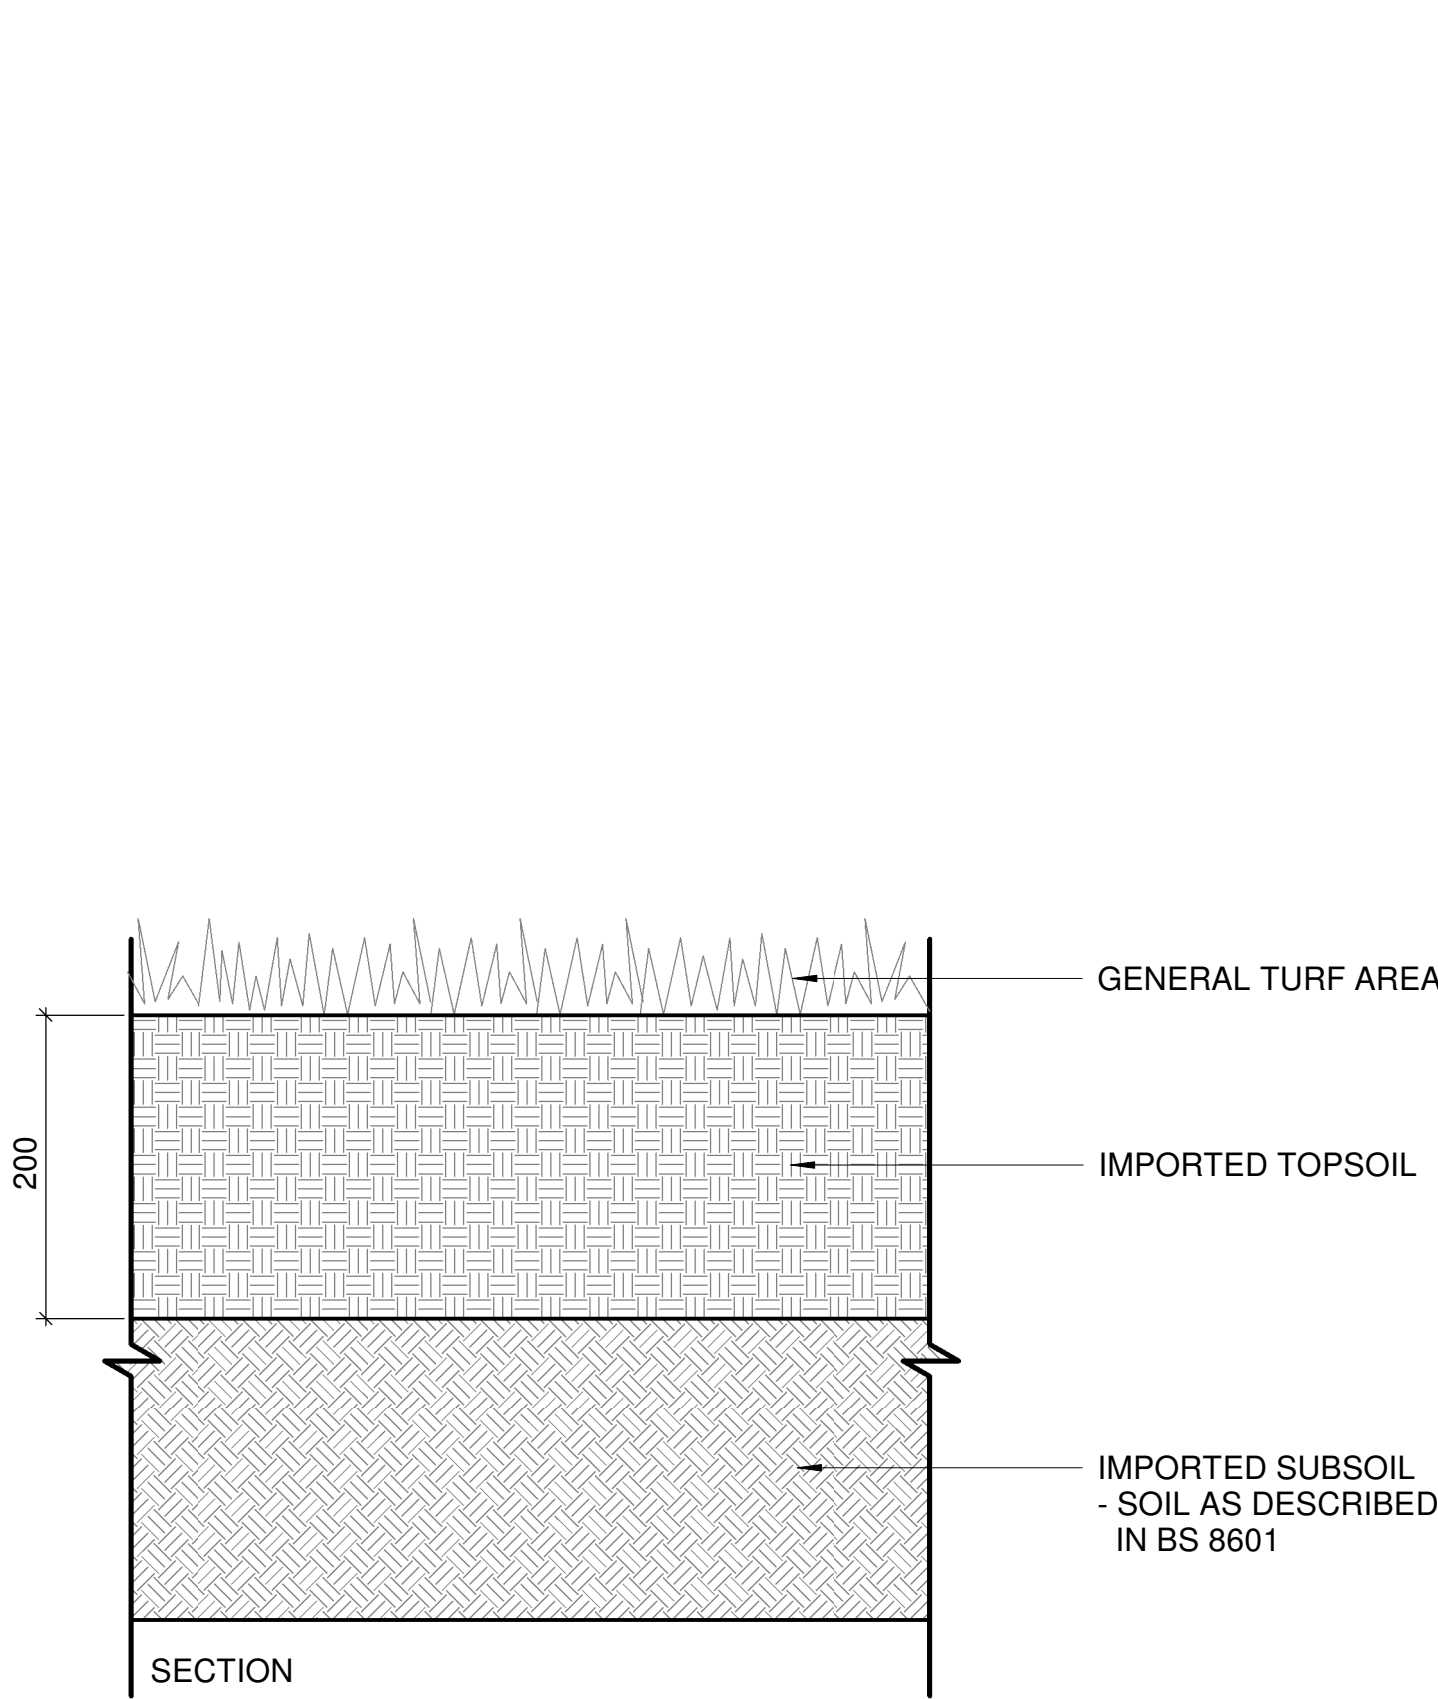 GENERAL TURF AREA
200
IMPORTED TOPSOIL
IMPORTED SUBSOIL
- SOIL AS DESCRIBED
IN BS 8601
SECTION